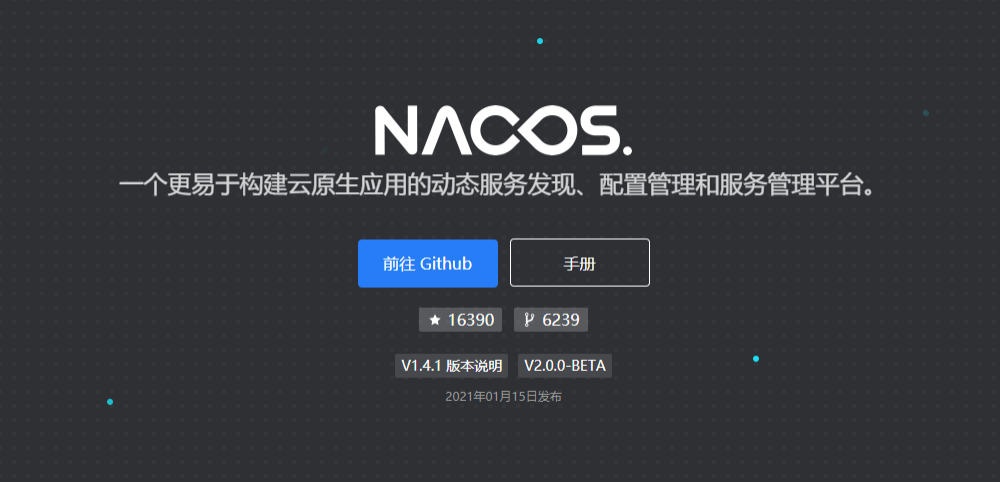 NACOS.
一个更易于构建云原生应用的动态服务发现、配置管理和服务管理平台。
前往 Github 手册
16390 6239
V1.4.1 版本说明 V2.0.0-BETA
2021年01月15日发布